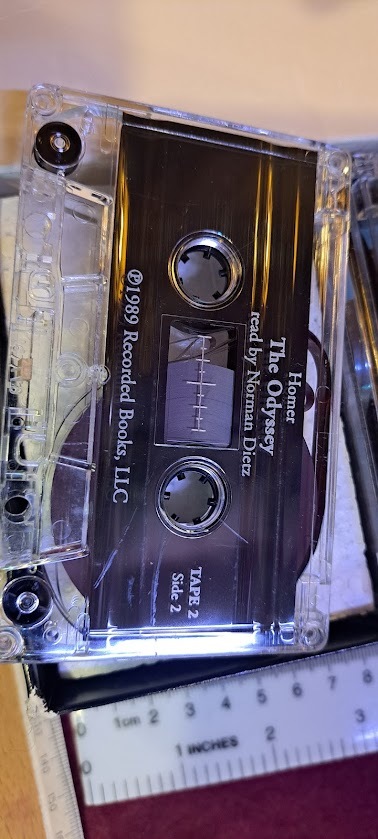 Homer
The Odyssey
read by Norman Dietz
TAPE 2
Side 2
℗1989 Recorded Books, LLC
0 1cm 2 3 4 5 6 7 8
0 1 INCHES 2 3